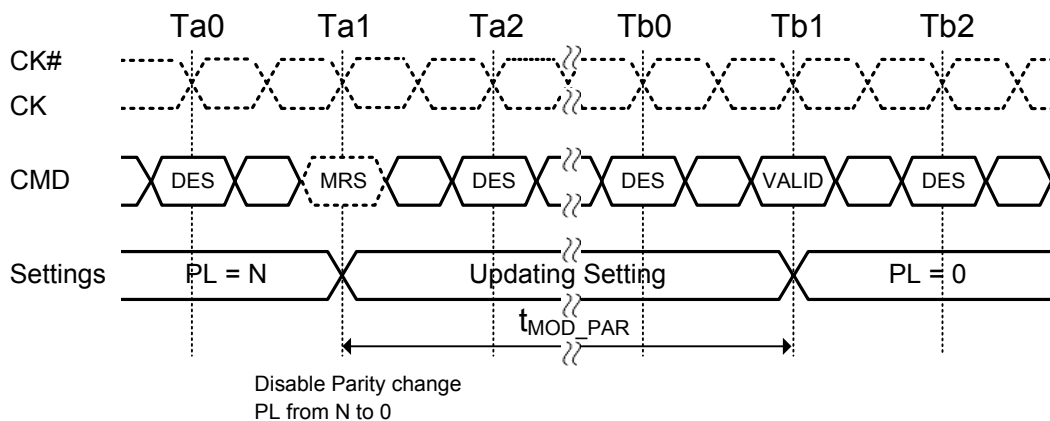 Ta0 Ta1 Ta2 Tb0 Tb1 Tb2
CK#
CK
CMD DES MRS DES DES VALID DES
Settings PL = N Updating Setting PL = 0
tMOD_PAR
Disable Parity change
PL from N to 0